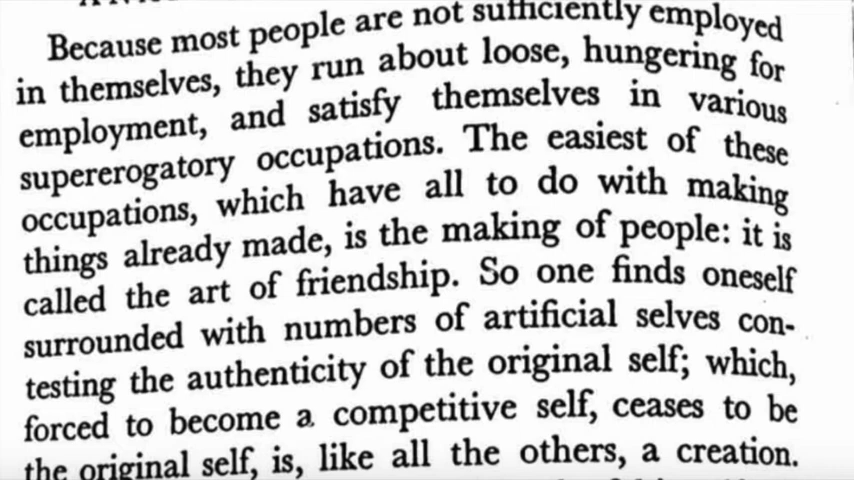 Because most people are not sufficiently employed
in themselves, they run about loose, hungering for
employment, and satisfy themselves in various
supererogatory occupations. The easiest of these
occupations, which have all to do with making
things already made, is the making of people: it is
called the art of friendship. So one finds oneself
surrounded with numbers of artificial selves con-
testing the authenticity of the original self; which,
forced to become a competitive self, ceases to be
the original self, is, like all the others, a creation.